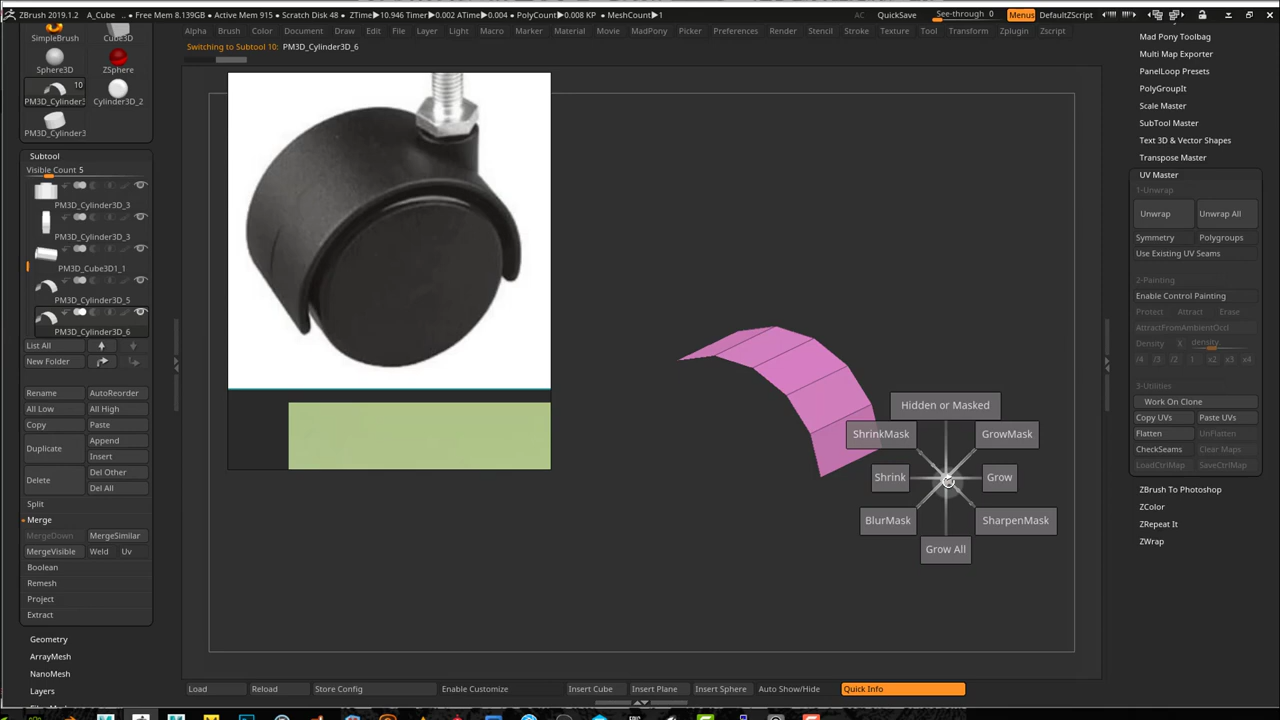 ZBrush 2019.1.2 A_Cube .. • Free Mem 8.139GB • Active Mem 915 • Scratch Disk 48 • ZTime▶10.946 Timer▶0.002 ATime▶0.004 • PolyCount▶0.008 KP • MeshCount▶1 AC QuickSave See-through 0 Menus DefaultZScript
Alpha Brush Color Document Draw Edit File Layer Light Macro Marker Material Movie MadPony Picker Preferences Render Stencil Stroke Texture Tool Transform Zplugin Zscript
Switching to Subtool 10: PM3D_Cylinder3D_6
SimpleBrush Cube3D
Sphere3D ZSphere
10
PM3D_Cylinder3 Cylinder3D_2
PM3D_Cylinder3
Subtool
Visible Count 5
PM3D_Cylinder3D_3
PM3D_Cylinder3D_3
PM3D_Cube3D1_1
PM3D_Cylinder3D_5
PM3D_Cylinder3D_6
List All
New Folder
Rename AutoReorder
All Low All High
Copy Paste
Duplicate Append
Insert
Delete Del Other
Del All
Split
Merge
MergeDown MergeSimilar
MergeVisible Weld Uv
Boolean
Remesh
Project
Extract
Geometry
ArrayMesh
NanoMesh
Layers
Hidden or Masked
ShrinkMask GrowMask
Shrink Grow
BlurMask SharpenMask
Grow All
Load Reload Store Config Enable Customize Insert Cube Insert Plane Insert Sphere Auto Show/Hide Quick Info
Mad Pony Toolbag
Multi Map Exporter
PanelLoop Presets
PolyGroupIt
Scale Master
SubTool Master
Text 3D & Vector Shapes
Transpose Master
UV Master
1-Unwrap
Unwrap Unwrap All
Symmetry Polygroups
Use Existing UV Seams
2-Painting
Enable Control Painting
Protect Attract Erase
AttractFromAmbientOccl
Density X density
/4 /3 /2 1 x2 x3 x4
3-Utilities
Work On Clone
Copy UVs Paste UVs
Flatten UnFlatten
CheckSeams Clear Maps
LoadCtrlMap SaveCtrlMap
ZBrush To Photoshop
ZColor
ZRepeat It
ZWrap